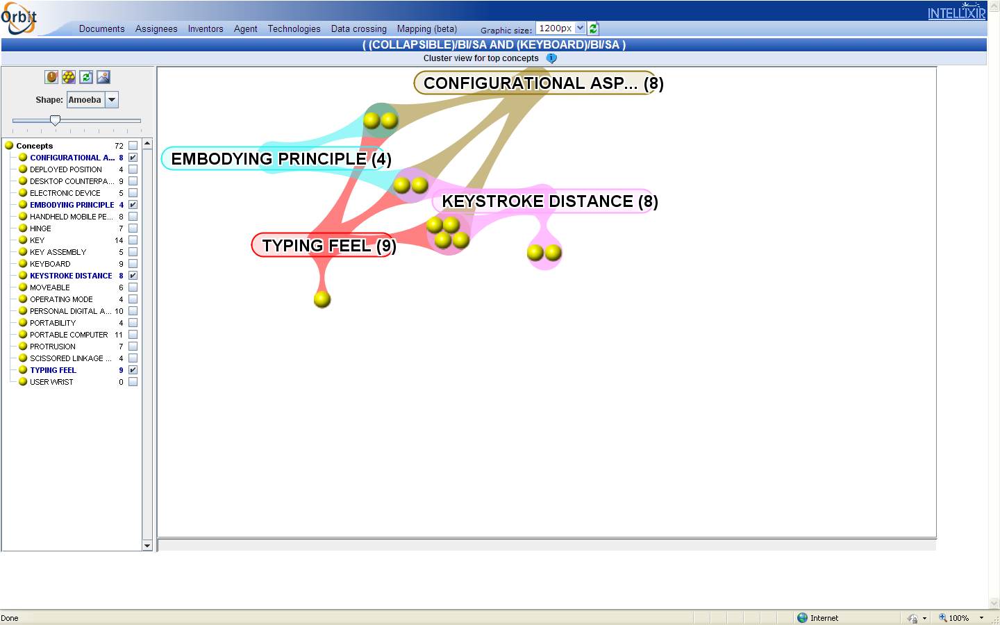 Orbit
INTELLIXIR
Documents Assignees Inventors Agent Technologies Data crossing Mapping (beta) Graphic size: 1200px
( (COLLAPSIBLE)/BI/SA AND (KEYBOARD)/BI/SA )
Cluster view for top concepts
Shape: Amoeba
Concepts 72
CONFIGURATIONAL A... 8
DEPLOYED POSITION 4
DESKTOP COUNTERPA... 9
ELECTRONIC DEVICE 5
EMBODYING PRINCIPLE 4
HANDHELD MOBILE PE... 8
HINGE 7
KEY 14
KEY ASSEMBLY 5
KEYBOARD 9
KEYSTROKE DISTANCE 8
MOVEABLE 6
OPERATING MODE 4
PERSONAL DIGITAL A... 10
PORTABILITY 4
PORTABLE COMPUTER 11
PROTRUSION 7
SCISSORED LINKAGE ... 4
TYPING FEEL 9
USER WRIST 0
CONFIGURATIONAL ASP... (8)
EMBODYING PRINCIPLE (4)
KEYSTROKE DISTANCE (8)
TYPING FEEL (9)
Done
Internet
100%